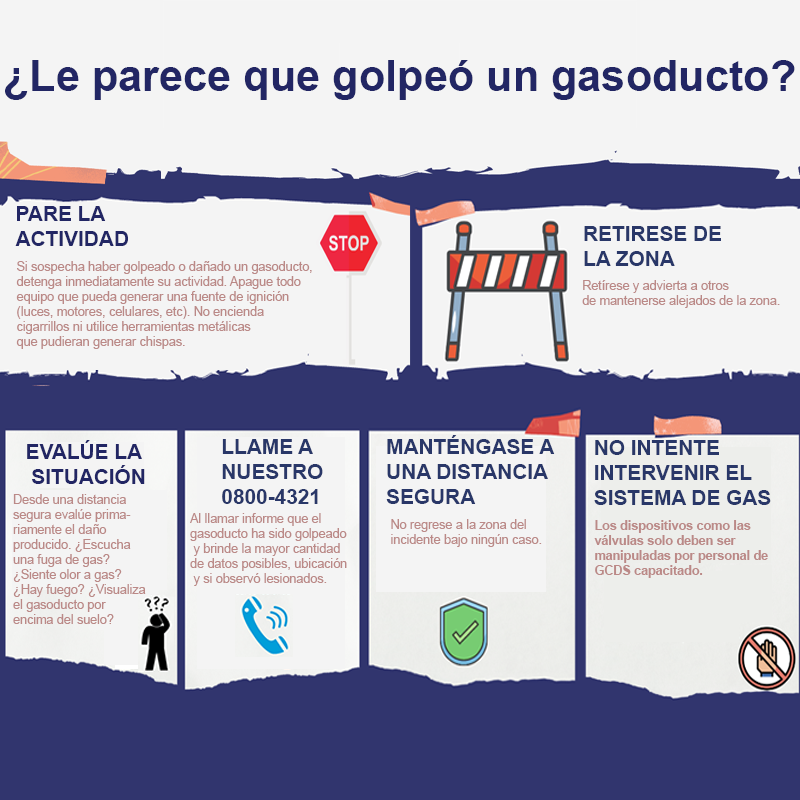 ¿Le parece que golpeó un gasoducto?
PARE LA
ACTIVIDAD
Si sospecha haber golpeado o dañado un gasoducto,
detenga inmediatamente su actividad. Apague todo
equipo que pueda generar una fuente de ignición
(luces, motores, celulares, etc). No encienda
cigarrillos ni utilice herramientas metálicas
que pudieran generar chispas.
STOP
RETIRESE DE
LA ZONA
Retírese y advierta a otros
de mantenerse alejados de la zona.
EVALÚE LA
SITUACIÓN
Desde una distancia
segura evalúe prima-
riamente el daño
producido. ¿Escucha
una fuga de gas?
¿Siente olor a gas?
¿Hay fuego? ¿Visualiza
el gasoducto por
encima del suelo?
???
LLAME A
NUESTRO
0800-4321
Al llamar informe que el
gasoducto ha sido golpeado
y brinde la mayor cantidad
de datos posibles, ubicación
y si observó lesionados.
MANTÉNGASE A
UNA DISTANCIA
SEGURA
No regrese a la zona del
incidente bajo ningún caso.
NO INTENTE
INTERVENIR EL
SISTEMA DE GAS
Los dispositivos como las
válvulas solo deben ser
manipuladas por personal de
GCDS capacitado.